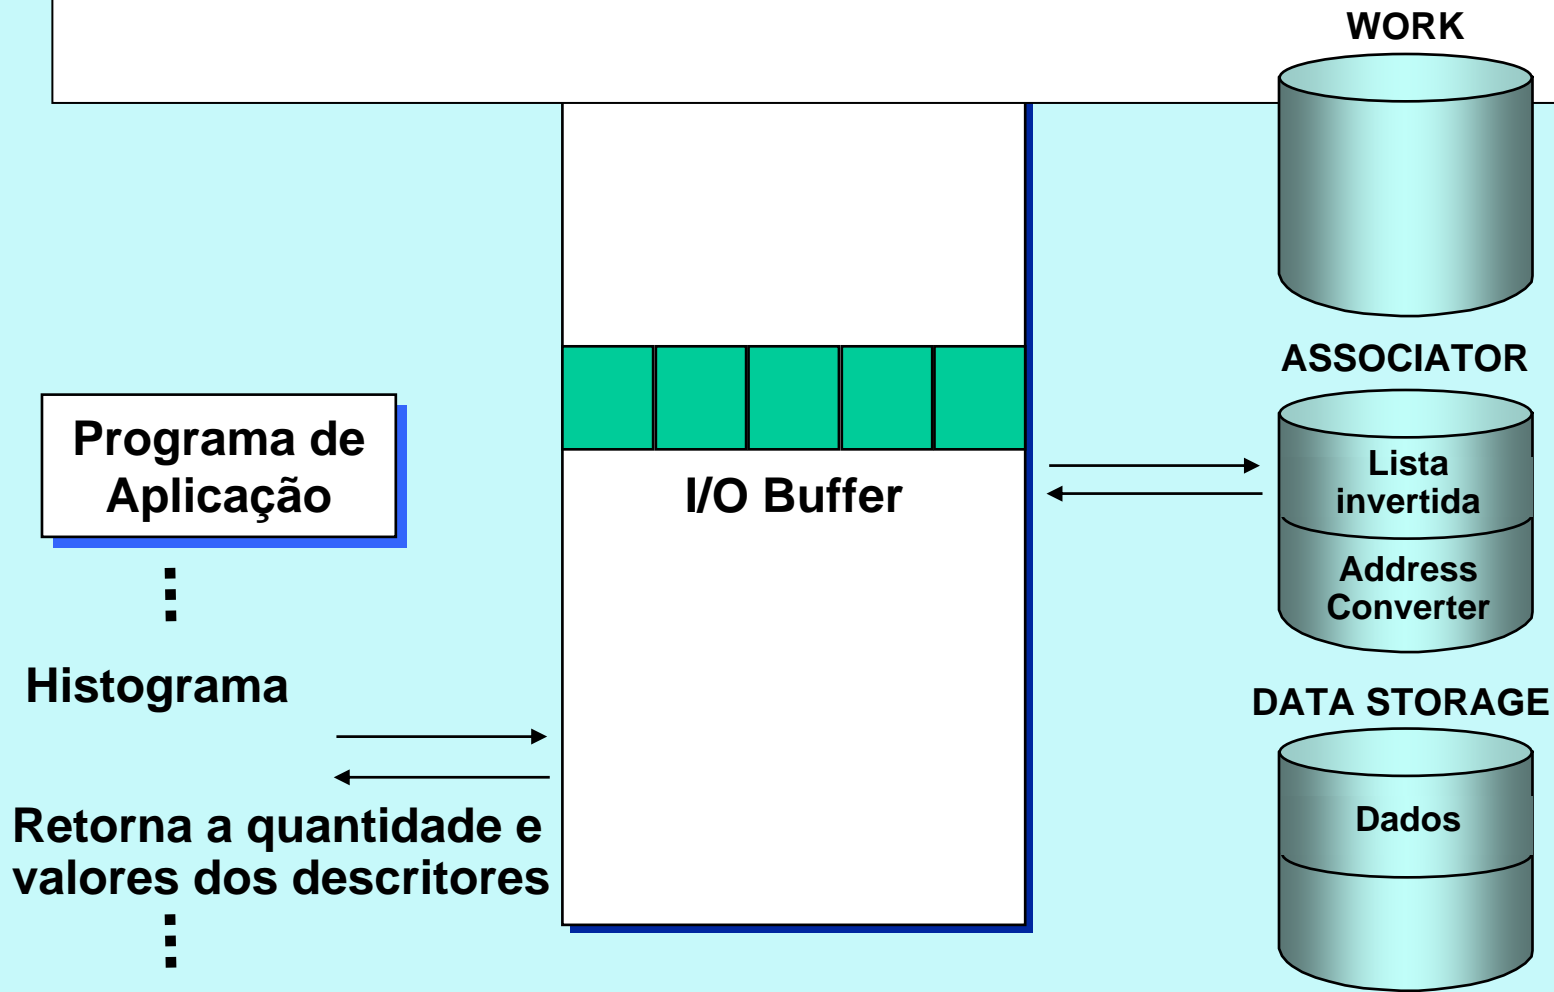 WORK
ASSOCIATOR
Programa de
Aplicação
I/O Buffer
Lista
invertida
Address
Converter
Histograma
DATA STORAGE
Retorna a quantidade e
valores dos descritores
Dados